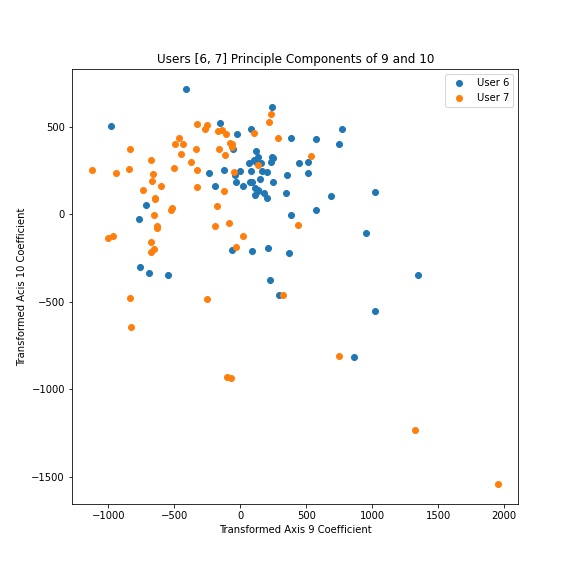 Users [6, 7] Principle Components of 9 and 10
User 6
User 7
Transformed Acis 10 Coefficient
500
0
−500
−1000
−1500
−1000
−500
0
500
1000
1500
2000
Transformed Axis 9 Coefficient